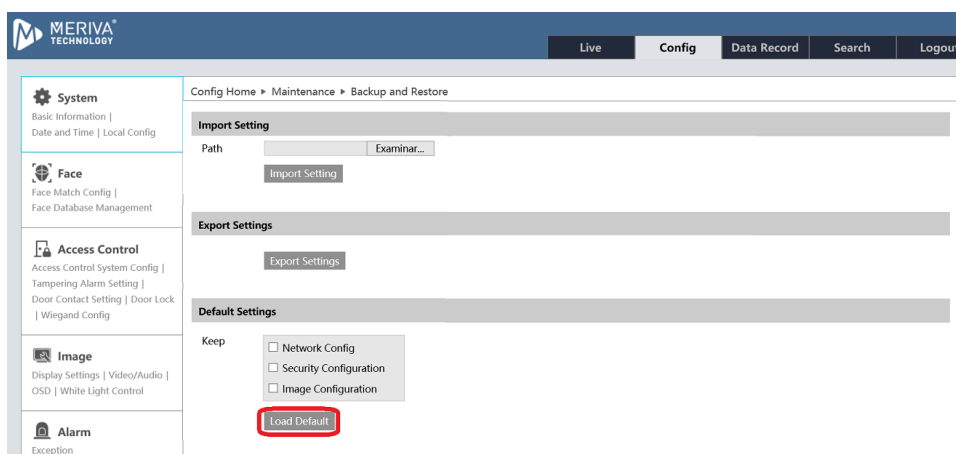 MERIVA®
TECHNOLOGY
Live Config Data Record Search Logou
System
Basic Information |
Date and Time | Local Config
Face
Face Match Config |
Face Database Management
Access Control
Access Control System Config |
Tampering Alarm Setting |
Door Contact Setting | Door Lock
| Wiegand Config
Image
Display Settings | Video/Audio |
OSD | White Light Control
Alarm
Exception
Config Home ▶ Maintenance ▶ Backup and Restore
Import Setting
Path Examinar...
Import Setting
Export Settings
Export Settings
Default Settings
Keep
Network Config
Security Configuration
Image Configuration
Load Default